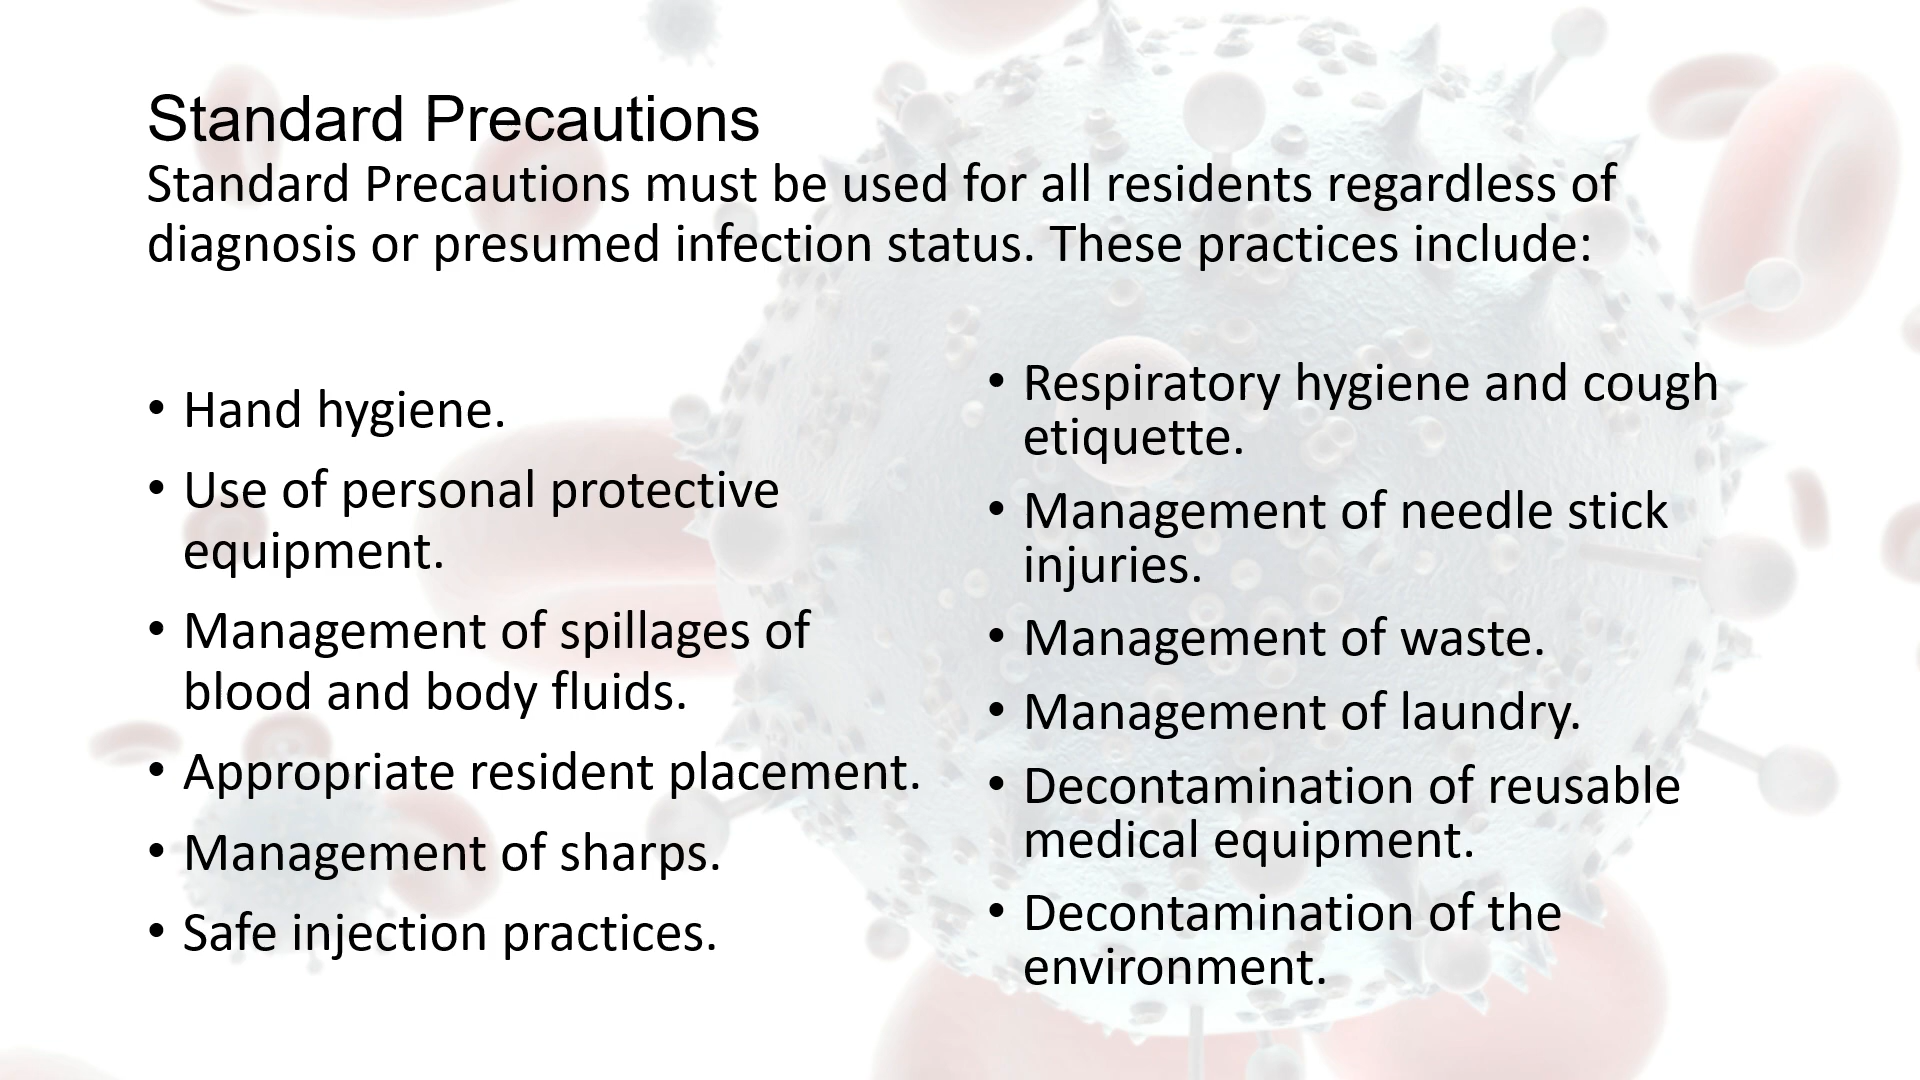 Standard Precautions
Standard Precautions must be used for all residents regardless of
diagnosis or presumed infection status. These practices include:
• Hand hygiene.
• Use of personal protective
equipment.
• Management of spillages of
blood and body fluids.
• Appropriate resident placement.
• Management of sharps.
• Safe injection practices.
• Respiratory hygiene and cough
etiquette.
• Management of needle stick
injuries.
• Management of waste.
• Management of laundry.
• Decontamination of reusable
medical equipment.
• Decontamination of the
environment.